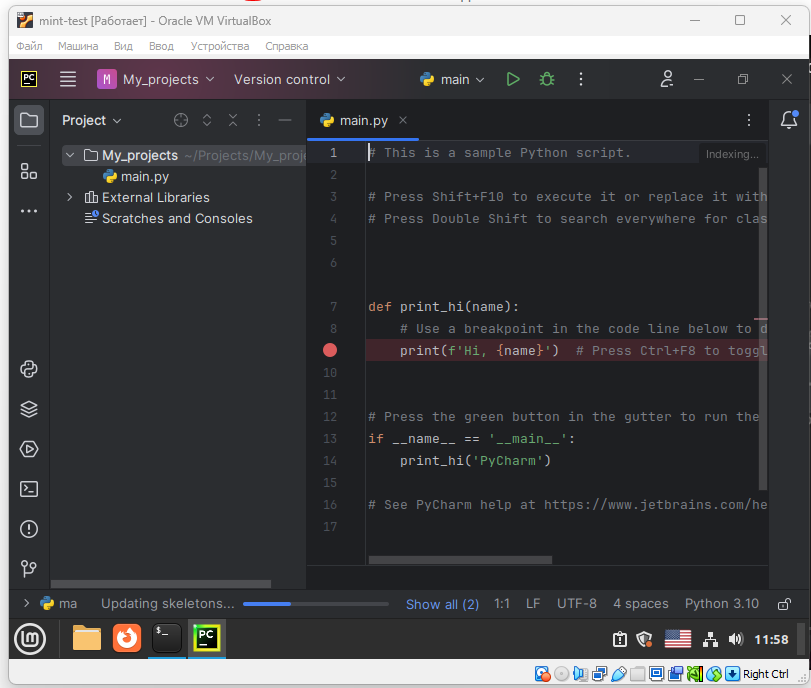 mint-test [Работает] - Oracle VM VirtualBox
Файл Машина Вид Ввод Устройства Справка
PC M My_projects Version control main
Project main.py
My_projects ~/Projects/My_proje
main.py
External Libraries
Scratches and Consoles
1 # This is a sample Python script. Indexing...
2
3 # Press Shift+F10 to execute it or replace it with
4 # Press Double Shift to search everywhere for clas
5
6
7 def print_hi(name):
8 # Use a breakpoint in the code line below to d
print(f'Hi, {name}') # Press Ctrl+F8 to toggl
10
11
12 # Press the green button in the gutter to run the
13 if __name__ == '__main__':
14 print_hi('PyCharm')
15
16 # See PyCharm help at https://www.jetbrains.com/he
17
ma Updating skeletons... Show all (2) 1:1 LF UTF-8 4 spaces Python 3.10
PC 11:58
Right Ctrl